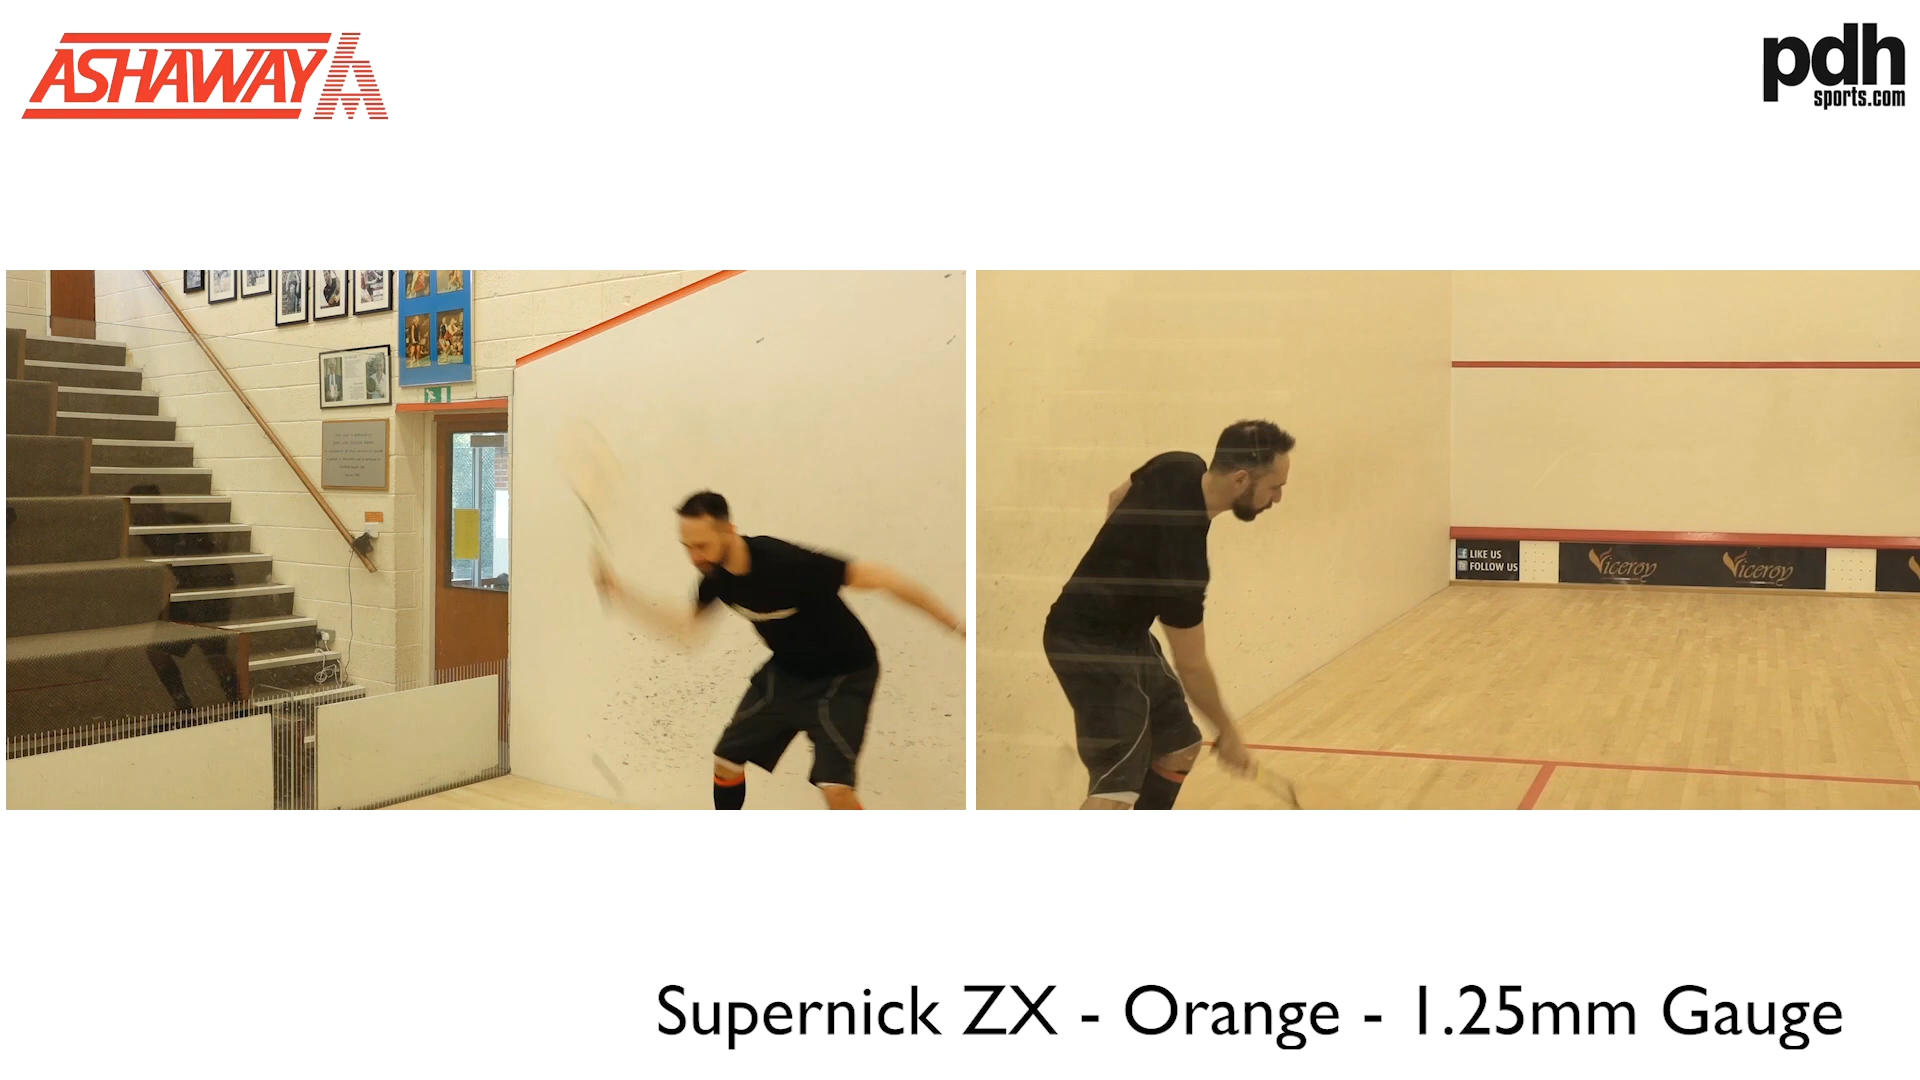 ASHAWAY
pdh
sports.com
LIKE US
FOLLOW US
Viceroy
Viceroy
Supernick ZX - Orange - 1.25mm Gauge